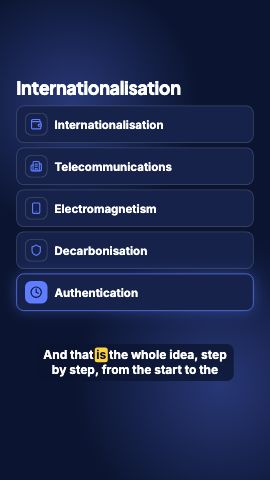 Internationalisation
Internationalisation
Telecommunications
Electromagnetism
Decarbonisation
Authentication
And that is the whole idea, step
by step, from the start to the